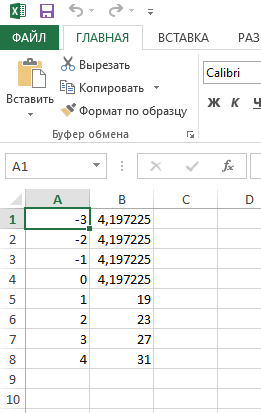 ФАЙЛ ГЛАВНАЯ ВСТАВКА РАЗ
Вставить
Вырезать
Копировать
Формат по образцу
Буфер обмена
Calibri
Ж К
A1
A B C D
1 -3 4,197225
2 -2 4,197225
3 -1 4,197225
4 0 4,197225
5 1 19
6 2 23
7 3 27
8 4 31
9
10